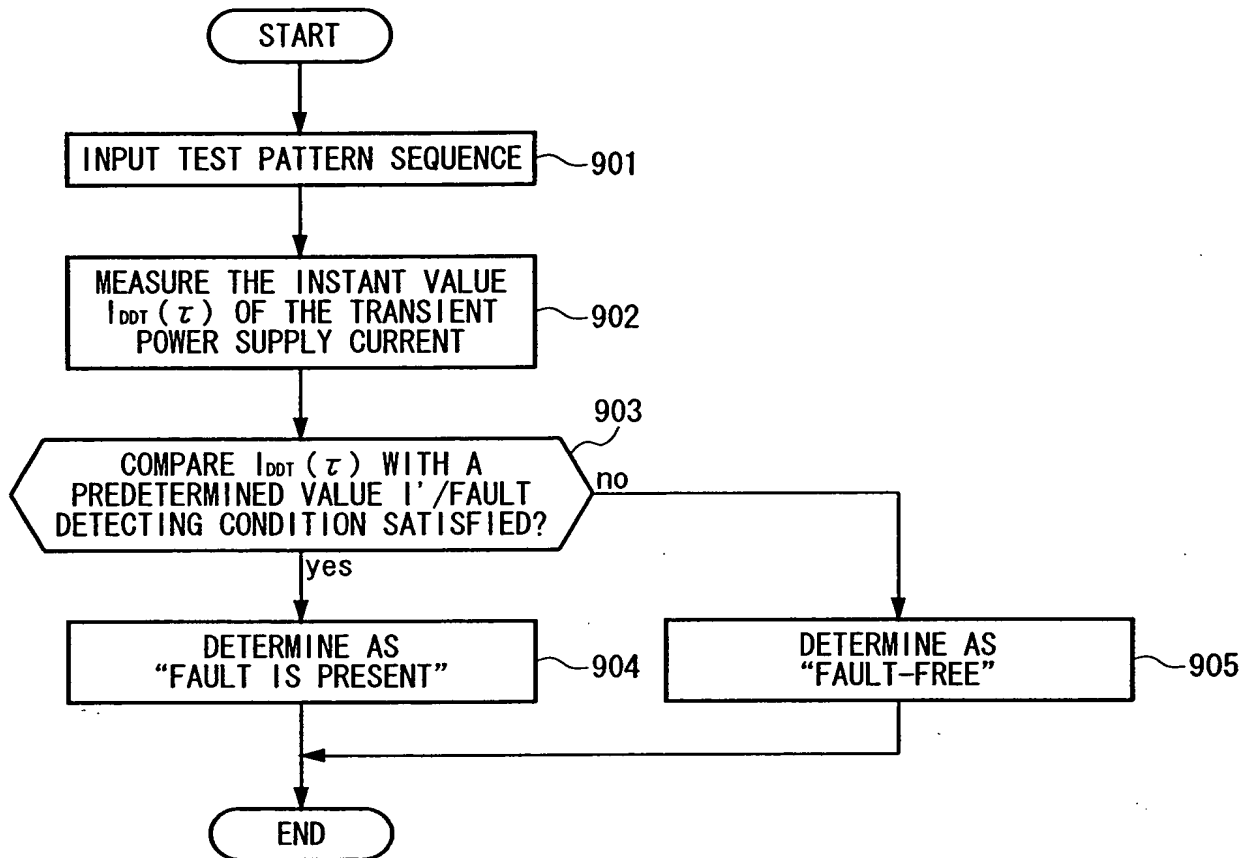 START
INPUT TEST PATTERN SEQUENCE
901
MEASURE THE INSTANT VALUE
IDDT(τ) OF THE TRANSIENT
POWER SUPPLY CURRENT
902
903
COMPARE IDDT(τ) WITH A
PREDETERMINED VALUE I'/FAULT
DETECTING CONDITION SATISFIED?
no
yes
DETERMINE AS
“FAULT IS PRESENT”
904
DETERMINE AS
“FAULT-FREE”
905
END